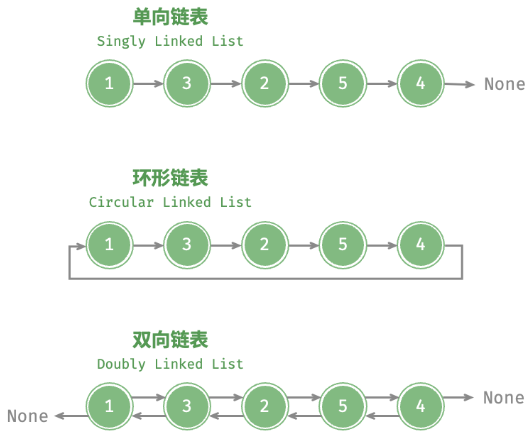 单向链表
Singly Linked List
1 3 2 5 4 None
环形链表
Circular Linked List
1 3 2 5 4
双向链表
Doubly Linked List
None 1 3 2 5 4 None